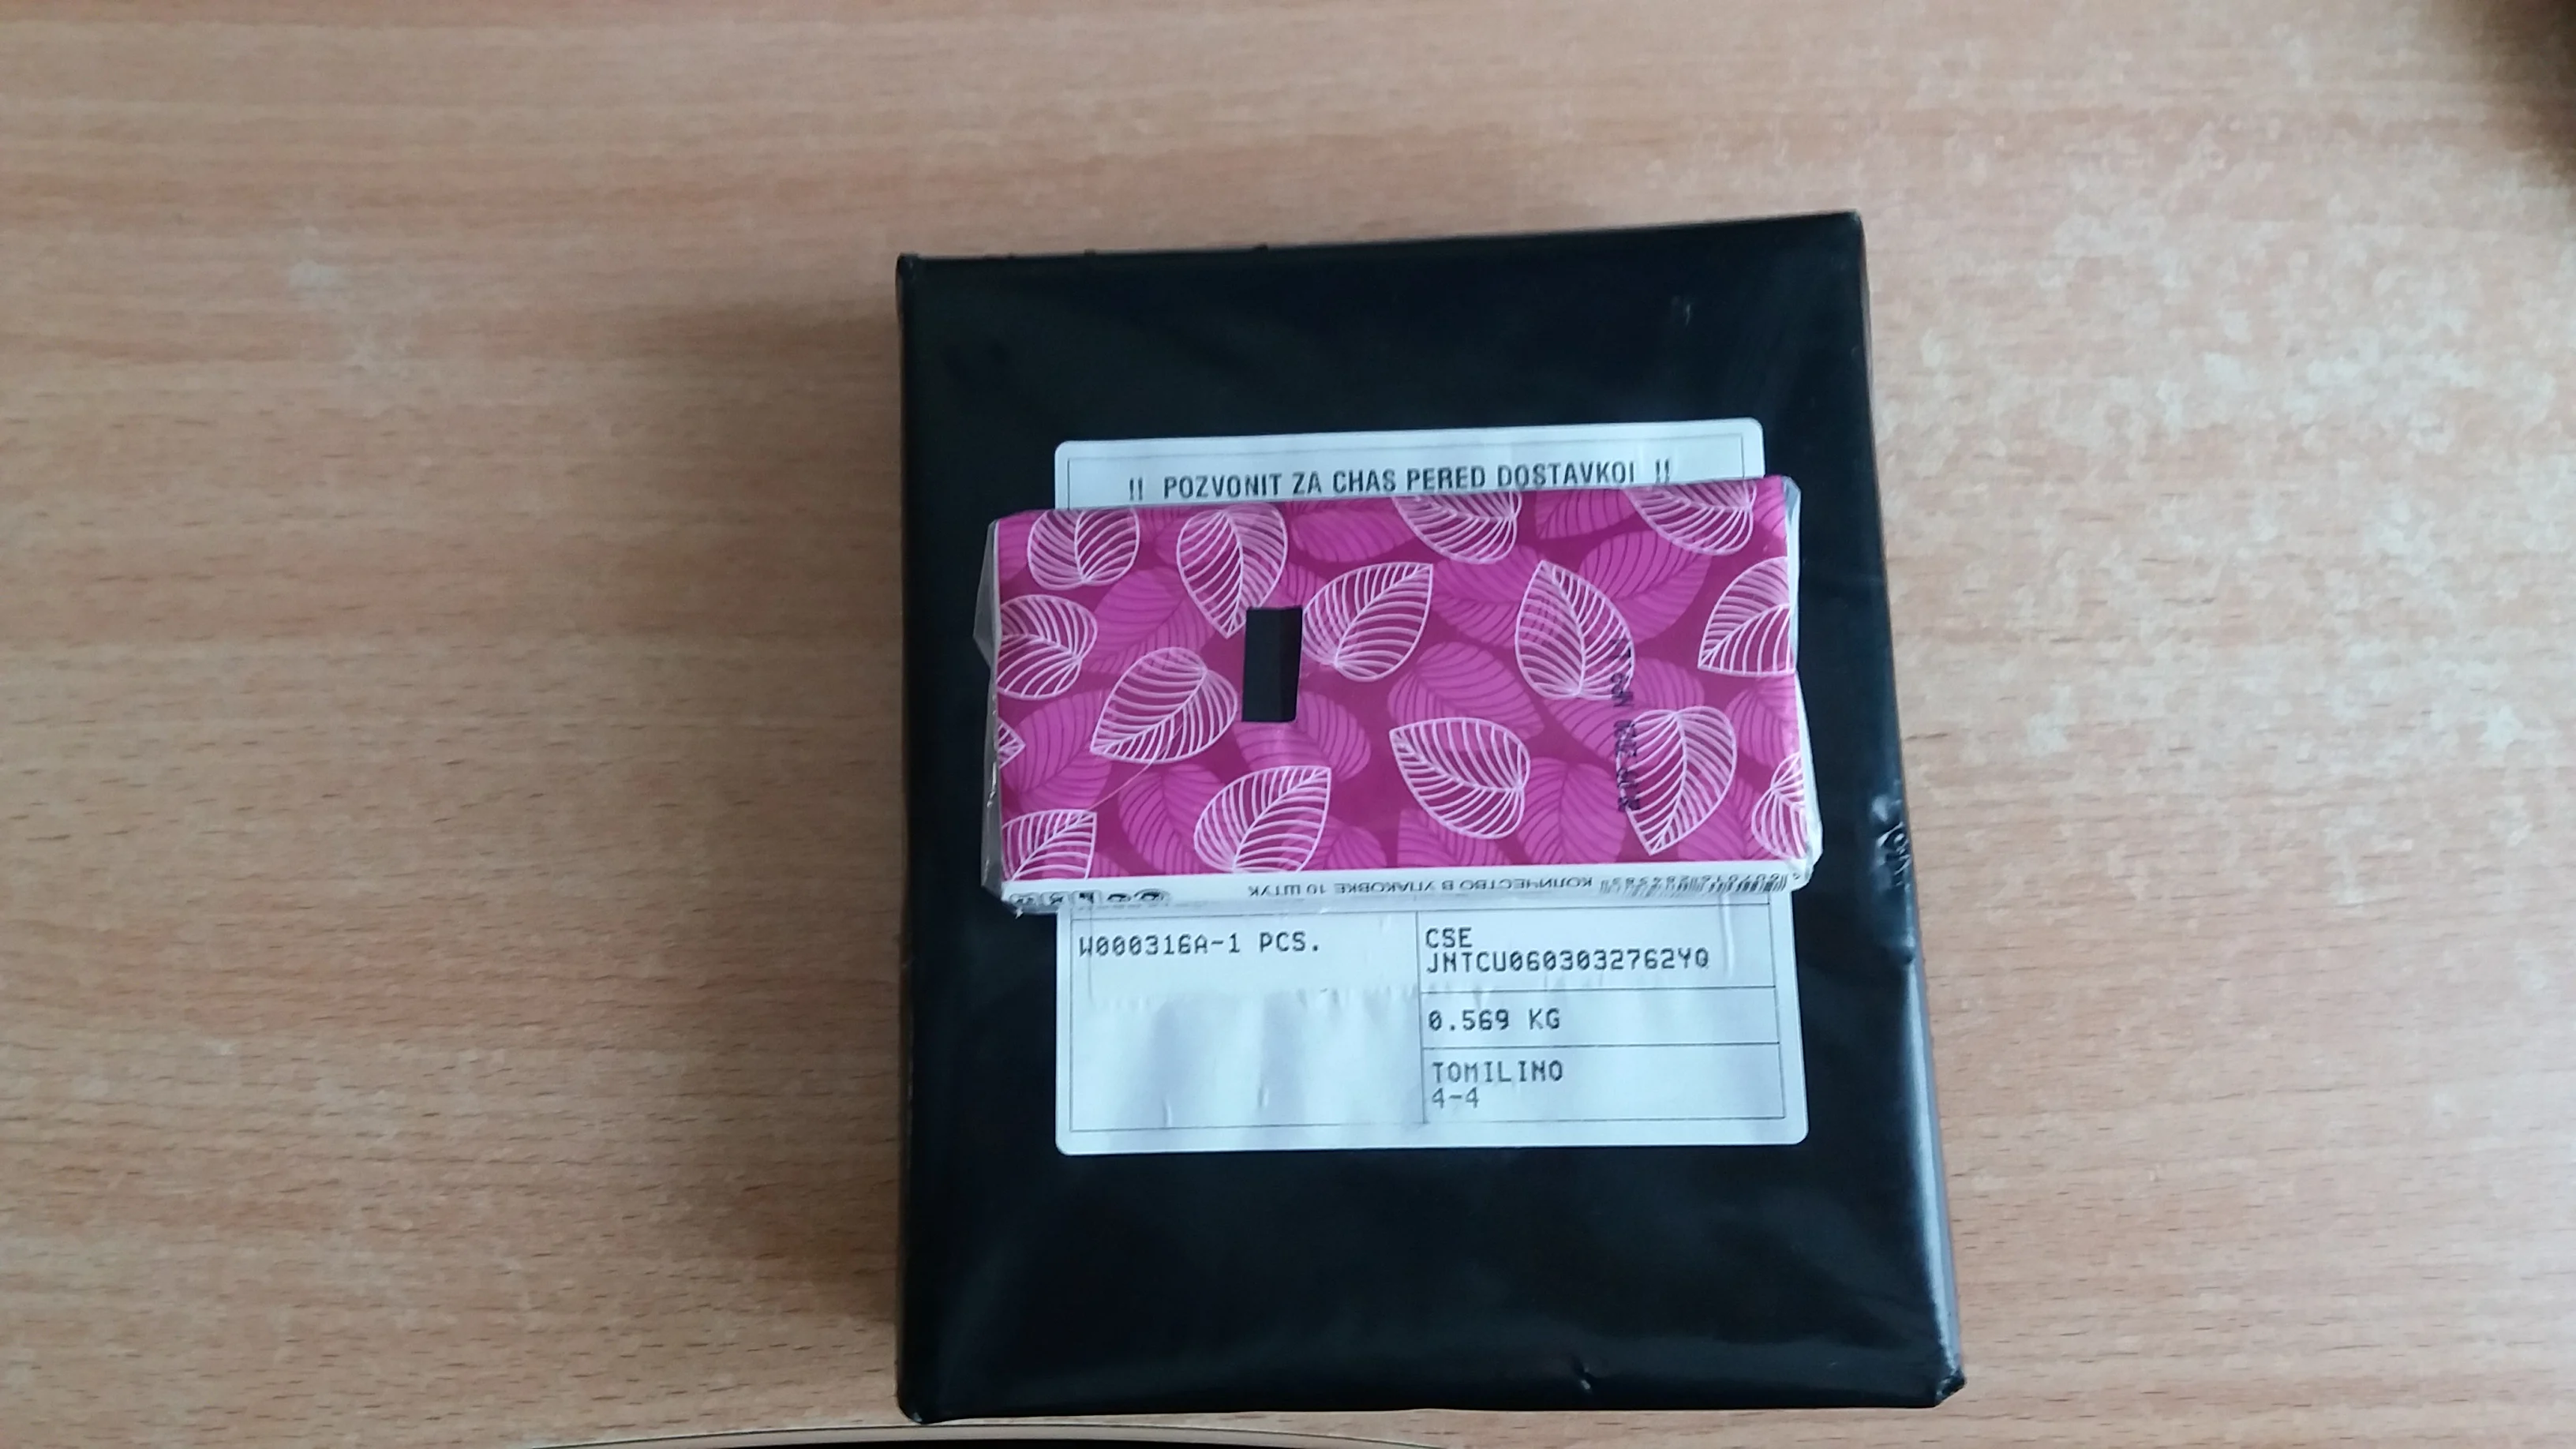 !! POZVONIT ZA CHAS PERED DOSTAVKOI !!
КОЛИЧЕСТВО В УПАКОВКЕ 10 ШТУК
W000316A-1 PCS.
CSE
JNTCU0603032762YQ
0.569 KG
TOMILINO
4-4